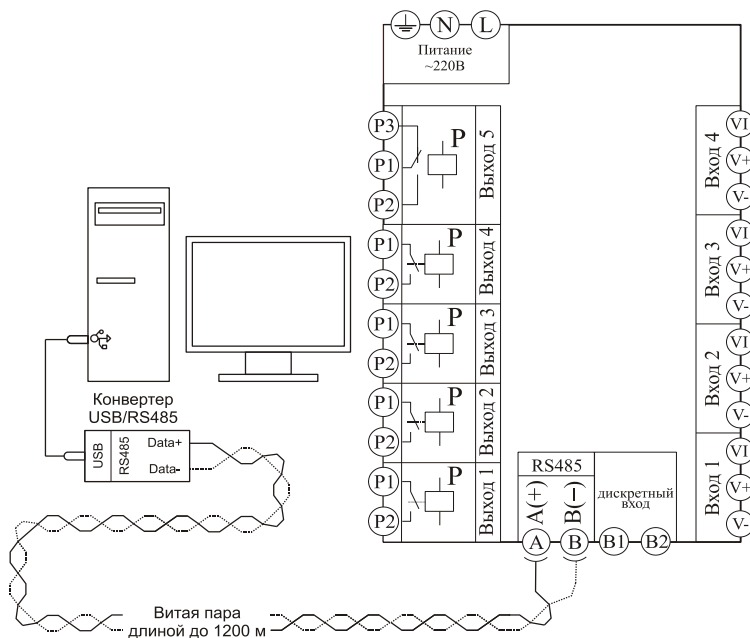 N
L
Питание
~220В
P3
P1
P2
P
Выход 5
P1
P2
P
Выход 4
P1
P2
P
Выход 3
P1
P2
P
Выход 2
P1
P2
P
Выход 1
VI
V+
V-
Вход 4
VI
V+
V-
Вход 3
VI
V+
V-
Вход 2
VI
V+
V-
Вход 1
RS485
A(+)
B(−)
дискретный
вход
A
B
B1
B2
Конвертер
USB/RS485
USB
RS485
Data+
Data-
Витая пара
длиной до 1200 м